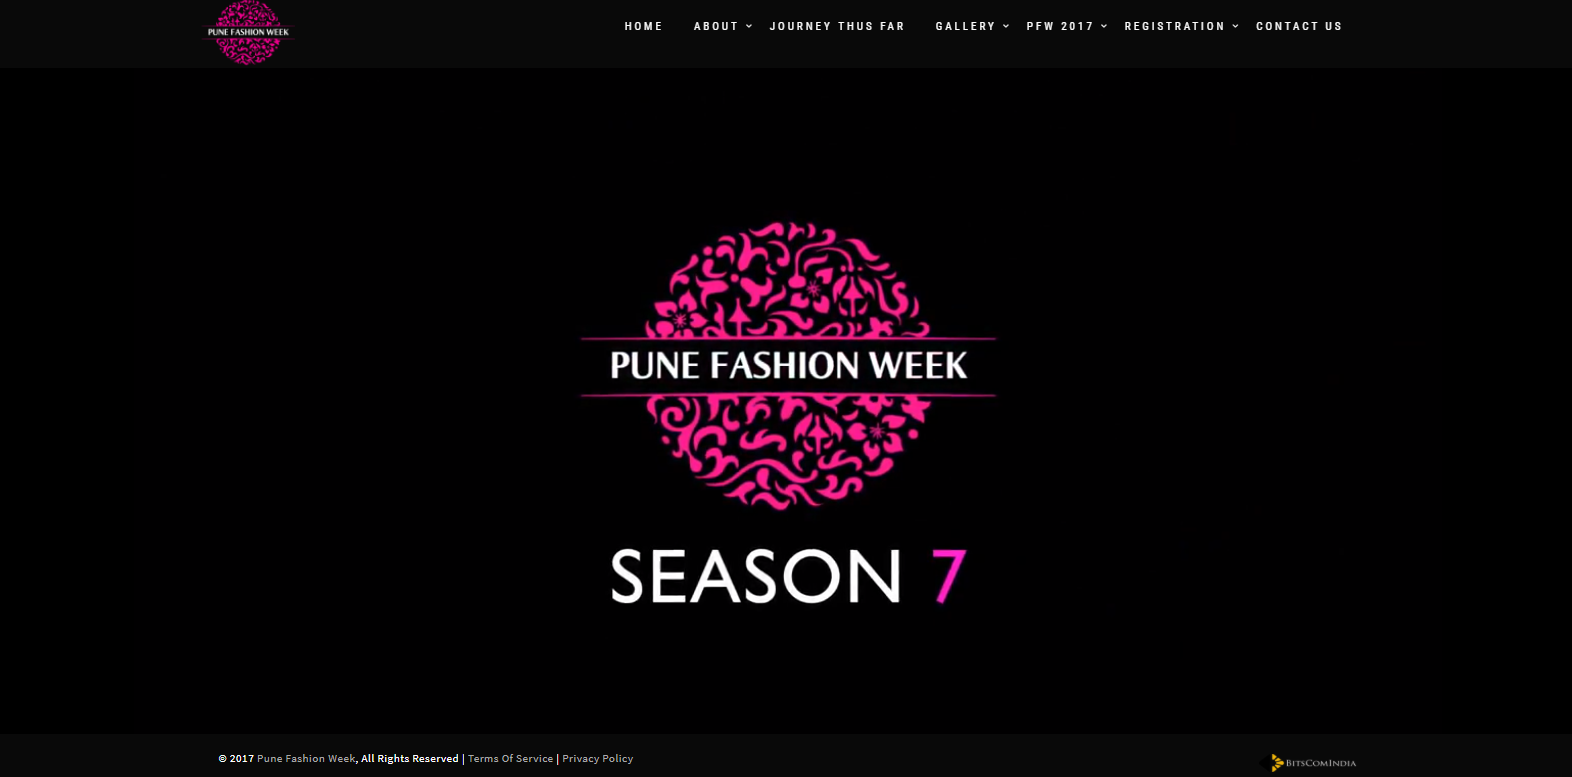 PUNE FASHION WEEK
HOME ABOUT JOURNEY THUS FAR GALLERY PFW 2017 REGISTRATION CONTACT US
PUNE FASHION WEEK
SEASON 7
© 2017 Pune Fashion Week, All Rights Reserved | Terms Of Service | Privacy Policy
BITSCOMINDIA